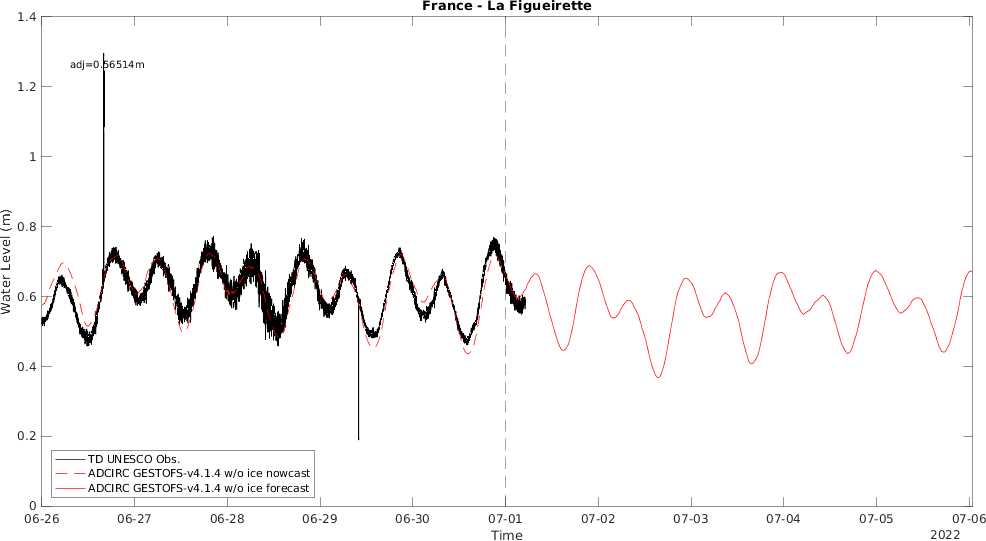 France - La Figueirette
1.4
1.2
1
0.8
0.6
0.4
0.2
0
Water Level (m)
adj=0.56514m
TD UNESCO Obs.
ADCIRC GESTOFS-v4.1.4 w/o ice nowcast
ADCIRC GESTOFS-v4.1.4 w/o ice forecast
06-26 06-27 06-28 06-29 06-30 07-01 07-02 07-03 07-04 07-05 07-06
Time
2022